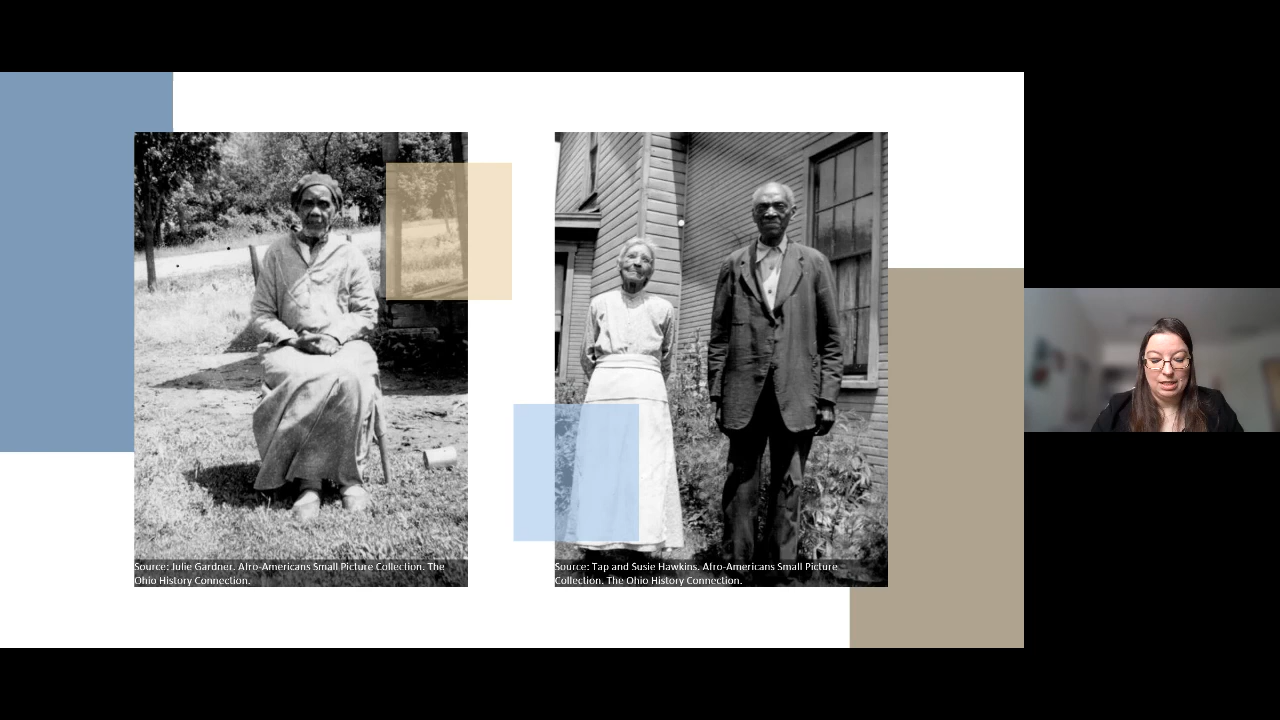 Source: Julie Gardner. Afro-Americans Small Picture Collection. The
Ohio History Connection.
Source: Tap and Susie Hawkins. Afro-Americans Small Picture
Collection. The Ohio History Connection.